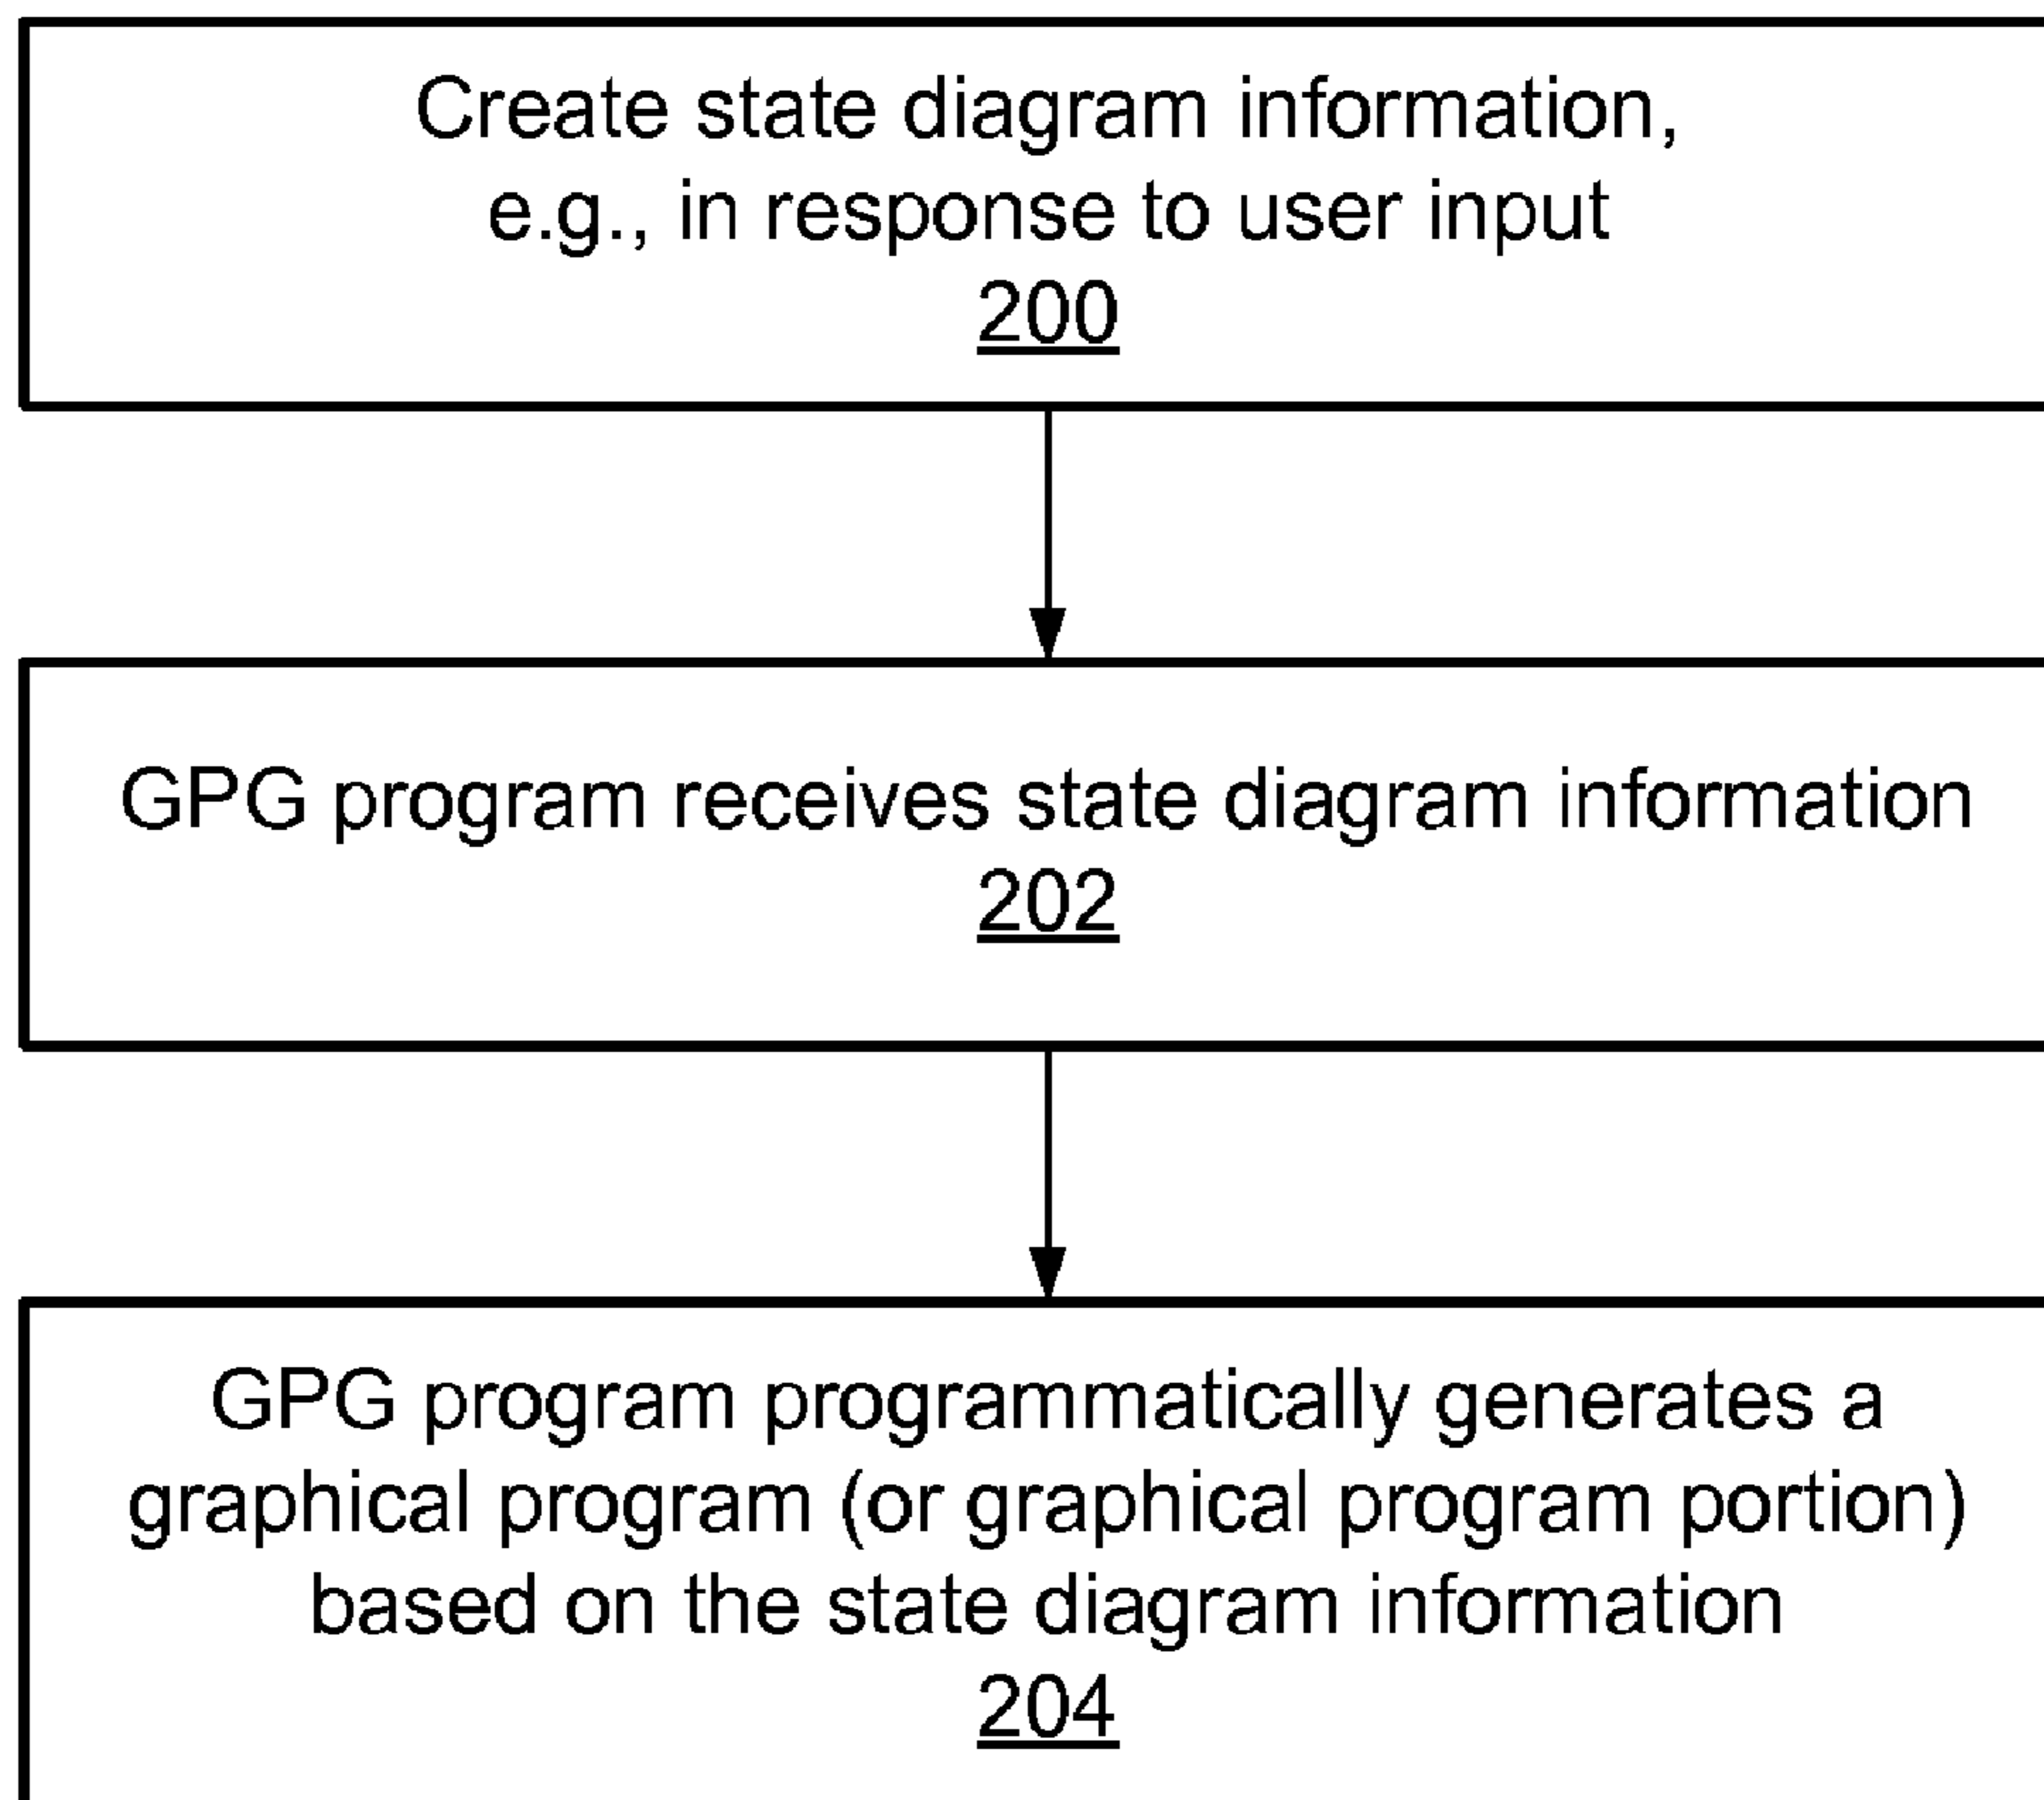 Create state diagram information,
e.g., in response to user input
200
GPG program receives state diagram information
202
GPG program programmatically generates a
graphical program (or graphical program portion)
based on the state diagram information
204